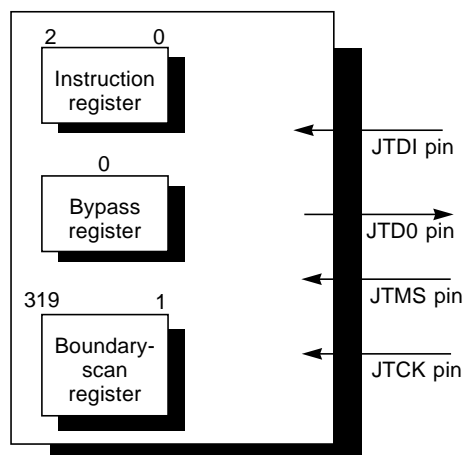 2 0
Instruction
register
JTDI pin
0
Bypass
register
JTD0 pin
JTMS pin
319 1
Boundary-
scan
register
JTCK pin